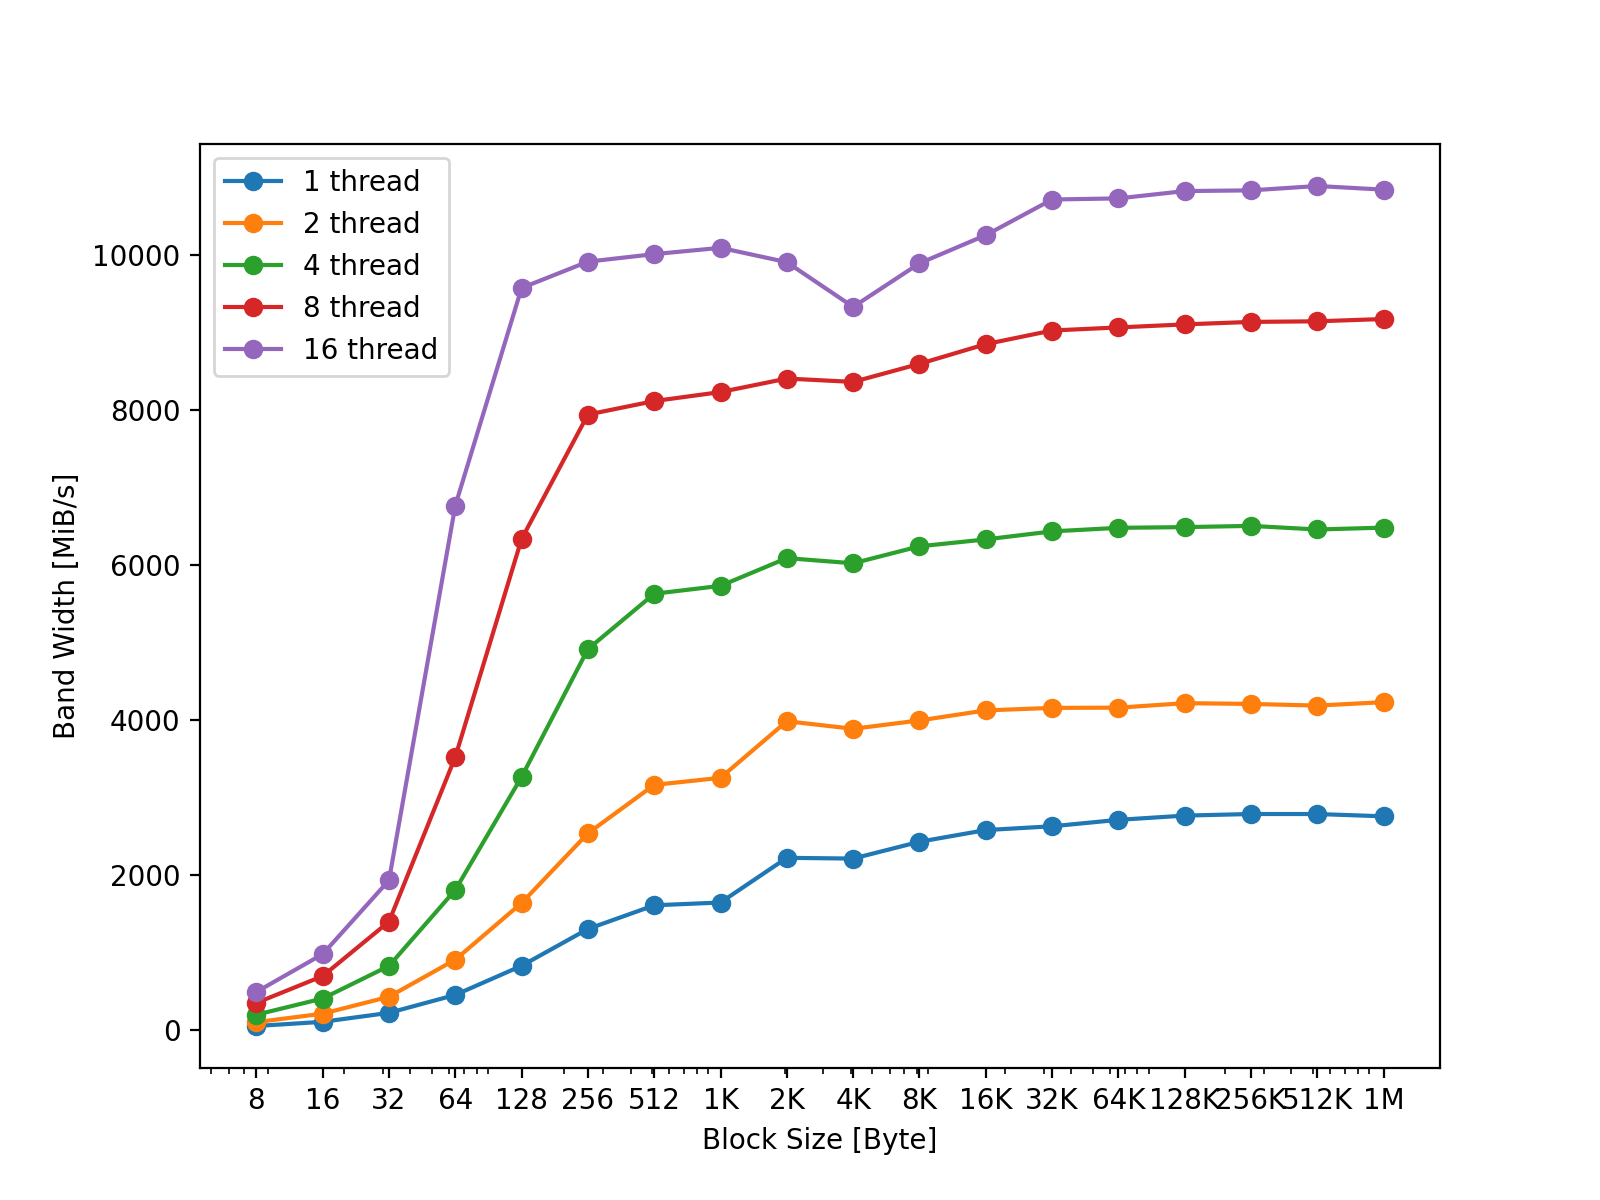 1 thread
2 thread
4 thread
8 thread
16 thread
10000
8000
6000
4000
2000
0
Band Width [MiB/s]
8 16 32 64 128 256 512 1K 2K 4K 8K 16K 32K 64K 128K 256K 512K 1M
Block Size [Byte]